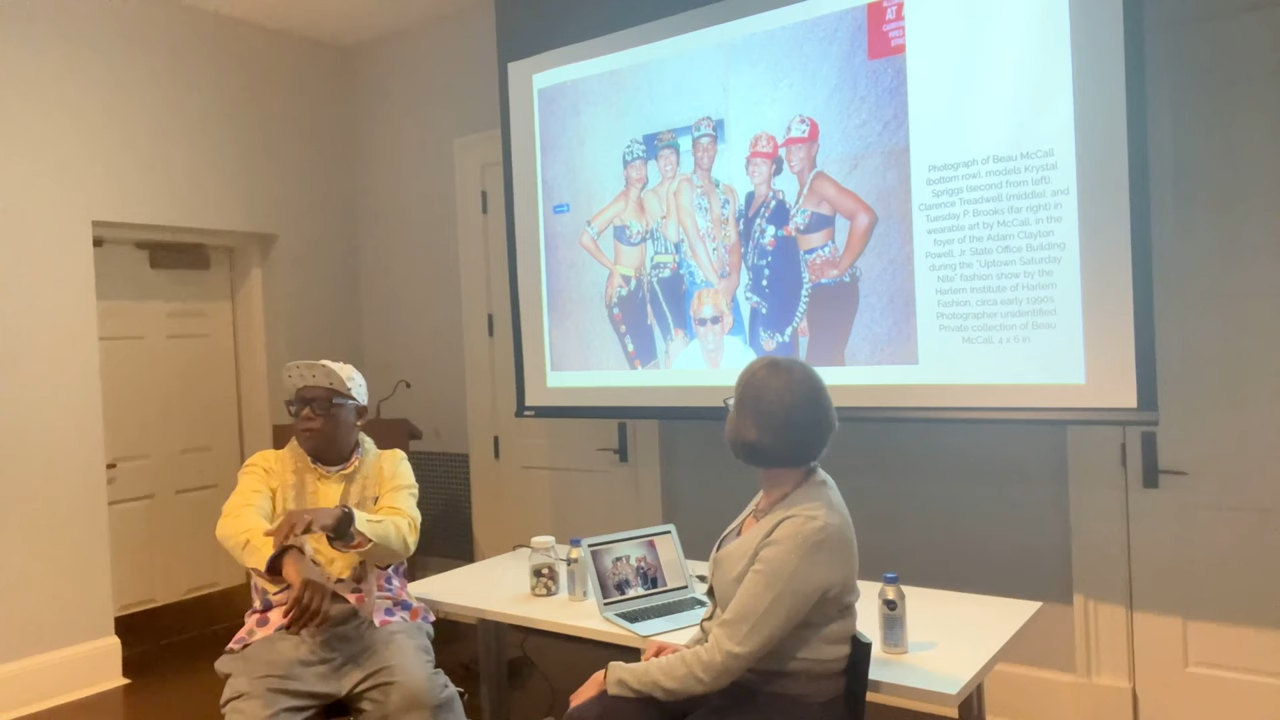 AT
Photograph of Beau McCall
(bottom row), models Krystal
Spriggs (second from left),
Clarence Treadwell (middle), and
Tuesday P. Brooks (far right) in
wearable art by McCall, in the
foyer of the Adam Clayton
Powell, Jr. State Office Building
during the "Uptown Saturday
Nite" fashion show by the
Harlem Institute of Harlem
Fashion, circa early 1990s.
Photographer unidentified.
Private collection of Beau
McCall. 4 x 6 in.